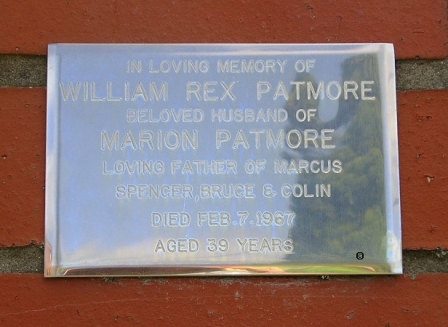 IN LOVING MEMORY OF
WILLIAM REX PATMORE
BELOVED HUSBAND OF
MARION PATMORE
LOVING FATHER OF MARCUS
SPENCER, BRUCE & COLIN
DIED FEB. 7. 1967
AGED 39 YEARS